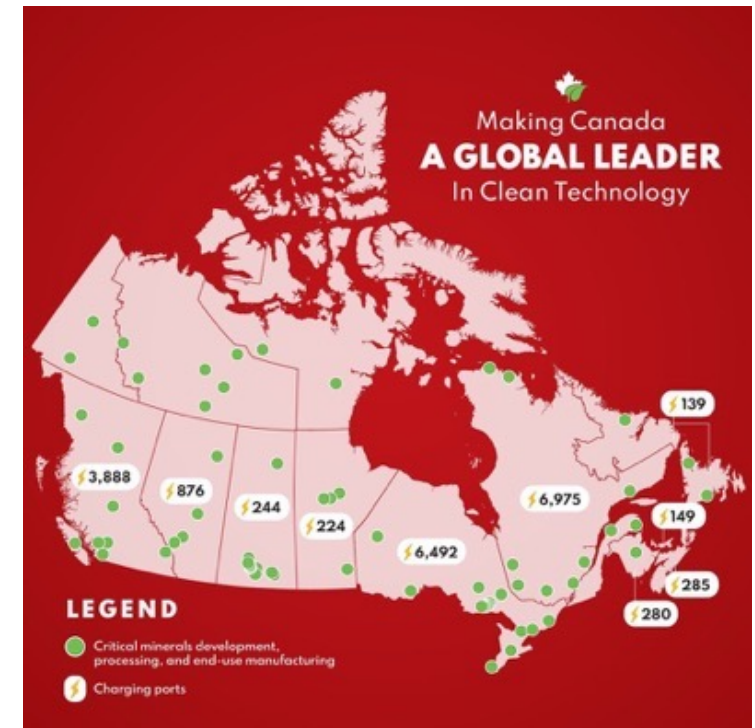 Making Canada
A GLOBAL LEADER
In Clean Technology
139
3,888
876
244
224
6,492
6,975
149
285
280
LEGEND
Critical minerals development,
processing, and end-use manufacturing
Charging ports